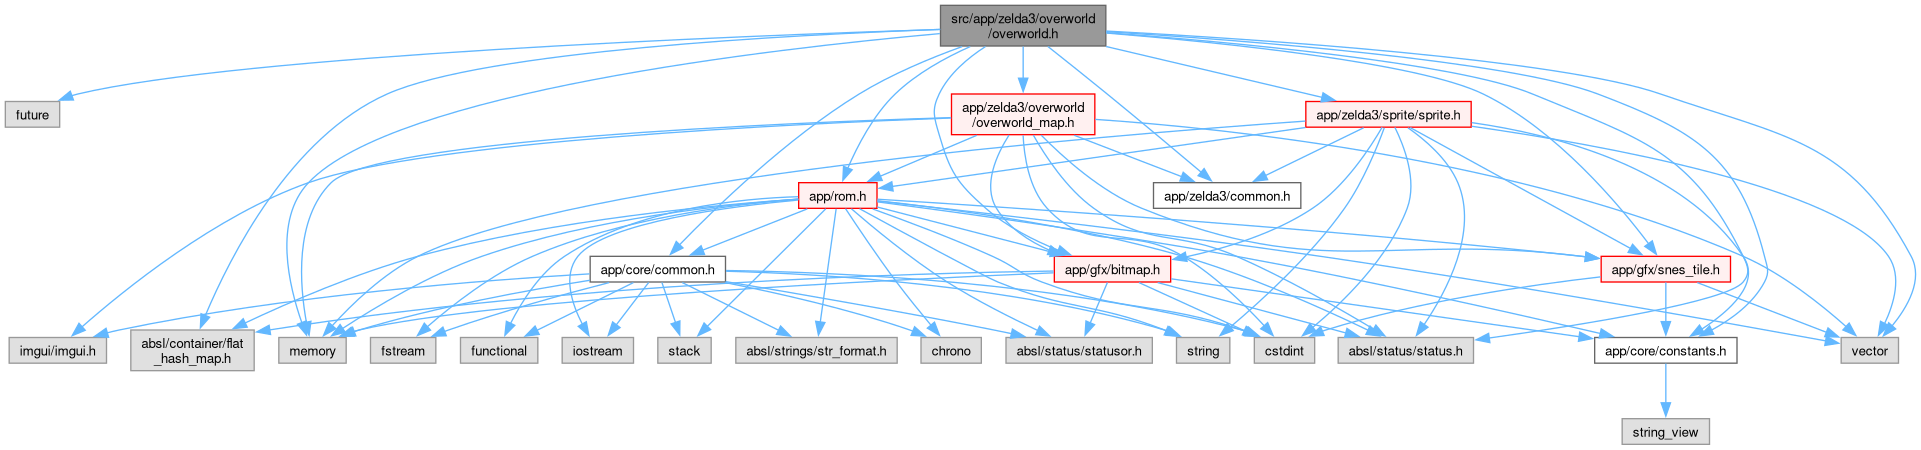 src/app/zelda3/overworld
/overworld.h
future
app/zelda3/overworld
/overworld_map.h
app/zelda3/sprite/sprite.h
app/rom.h
app/zelda3/common.h
app/core/common.h
app/gfx/bitmap.h
app/gfx/snes_tile.h
imgui/imgui.h
absl/container/flat
_hash_map.h
memory
fstream
functional
iostream
stack
absl/strings/str_format.h
chrono
absl/status/statusor.h
string
cstdint
absl/status/status.h
app/core/constants.h
vector
string_view